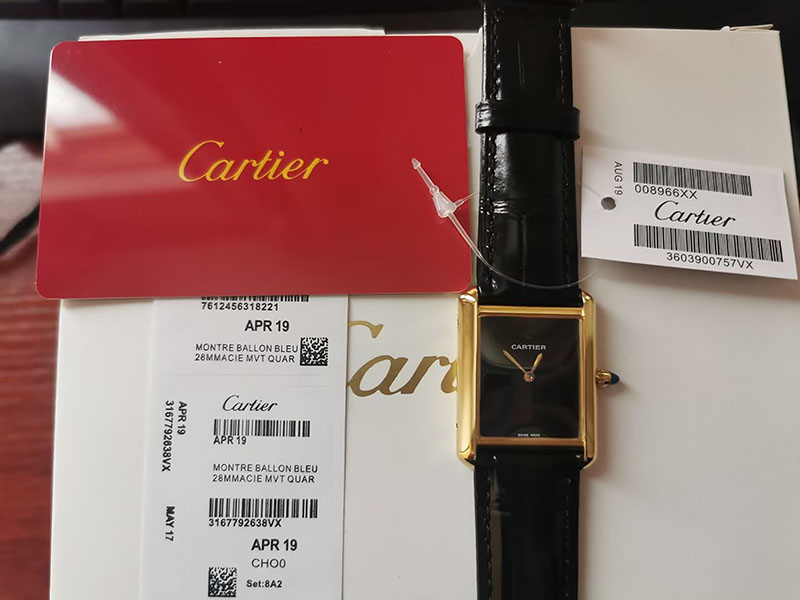 Cartier
AUG 19
008966XX
Cartier
3603900757VX
7612456318221
APR 19
MONTRE BALLON BLEU
28MMACIE MVT QUAR
Cartier
APR 19
APR 19
3167792638VX
MONTRE BALLON BLEU
28MMACIE MVT QUAR
3167792638VX
MAY 17
APR 19
CHO0
Set:8A2
Car
CARTIER
SWISS MADE